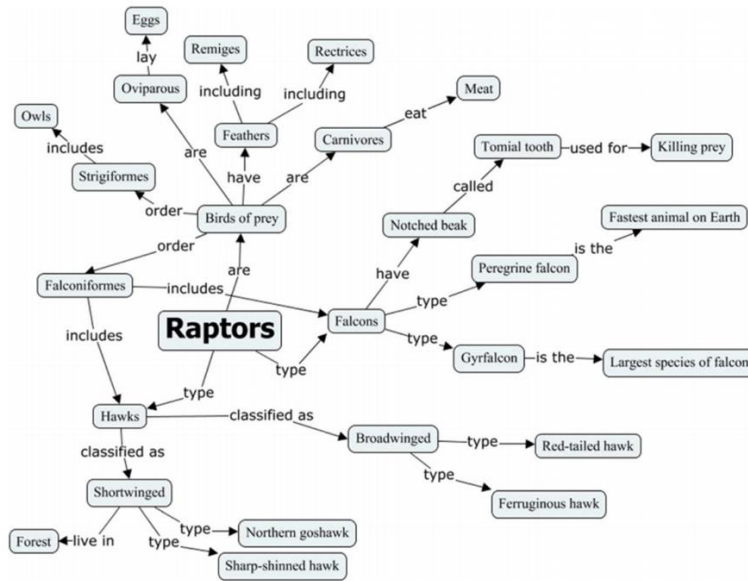 Eggs
lay
Remiges
Rectrices
Oviparous
including
including
Meat
Owls
Feathers
Carnivores
eat
includes
are
have
are
Tomial tooth
used for
Killing prey
Strigiformes
called
order
Birds of prey
Notched beak
Fastest animal on Earth
order
is the
are
have
Peregrine falcon
Falconiformes
includes
type
Raptors
Falcons
includes
type
type
Gyrfalcon
is the
Largest species of falcon
type
Hawks
classified as
Broadwinged
type
Red-tailed hawk
classified as
type
Shortwinged
Ferruginous hawk
type
Northern goshawk
Forest
live in
type
Sharp-shinned hawk